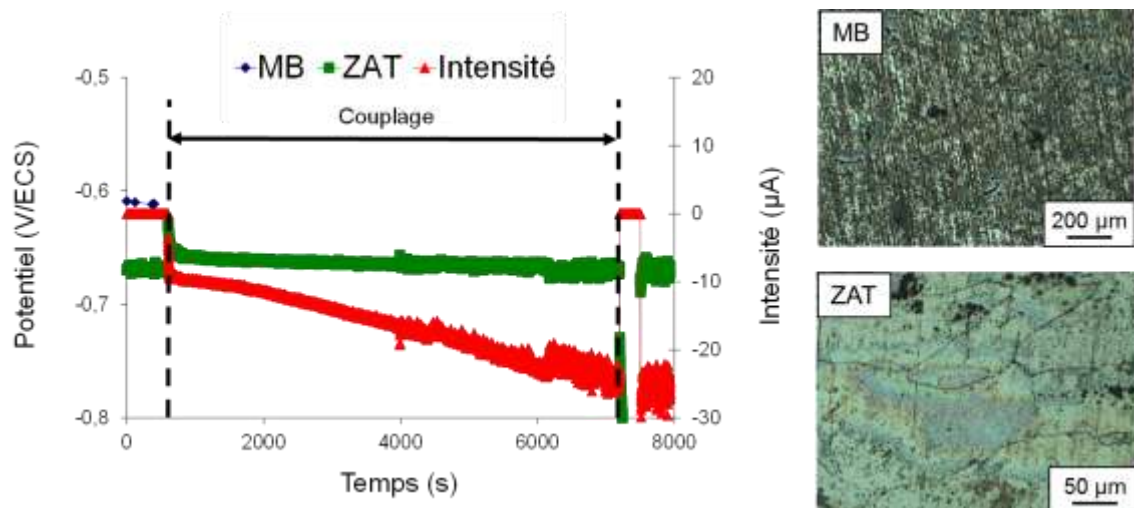 MB ZAT Intensité
Couplage
Potentiel (V/ECS)
-0,5
-0,6
-0,7
-0,8
20
10
0
-10
-20
-30
Intensité (µA)
0
2000
4000
6000
8000
Temps (s)
MB
200 µm
ZAT
50 µm